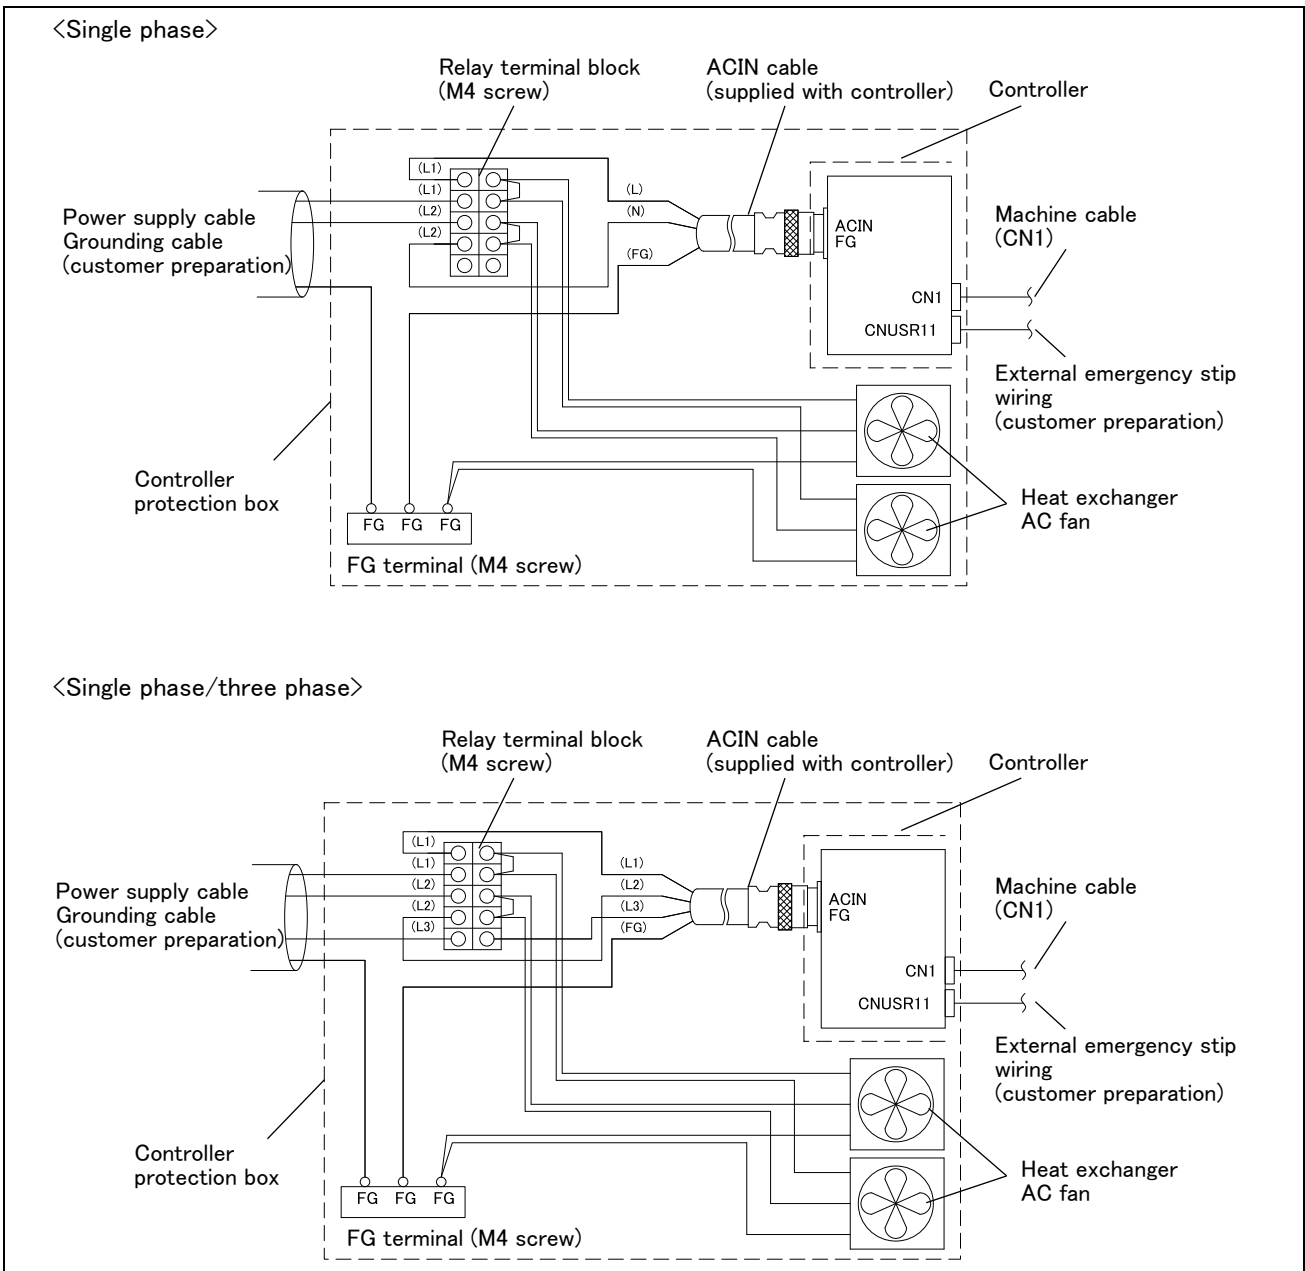 <Single phase>
Relay terminal block
(M4 screw)
ACIN cable
(supplied with controller)
Controller
(L1)
(L1)
(L2)
(L2)
(L)
(N)
(FG)
Power supply cable
Grounding cable
(customer preparation)
ACIN
FG
CN1
CNUSR11
Machine cable
(CN1)
External emergency stip
wiring
(customer preparation)
Controller
protection box
Heat exchanger
AC fan
FG FG FG
FG terminal (M4 screw)
<Single phase/three phase>
Relay terminal block
(M4 screw)
ACIN cable
(supplied with controller)
Controller
(L1)
(L1)
(L2)
(L2)
(L3)
(L1)
(L2)
(L3)
(FG)
Power supply cable
Grounding cable
(customer preparation)
ACIN
FG
CN1
CNUSR11
Machine cable
(CN1)
External emergency stip
wiring
(customer preparation)
Controller
protection box
Heat exchanger
AC fan
FG FG FG
FG terminal (M4 screw)